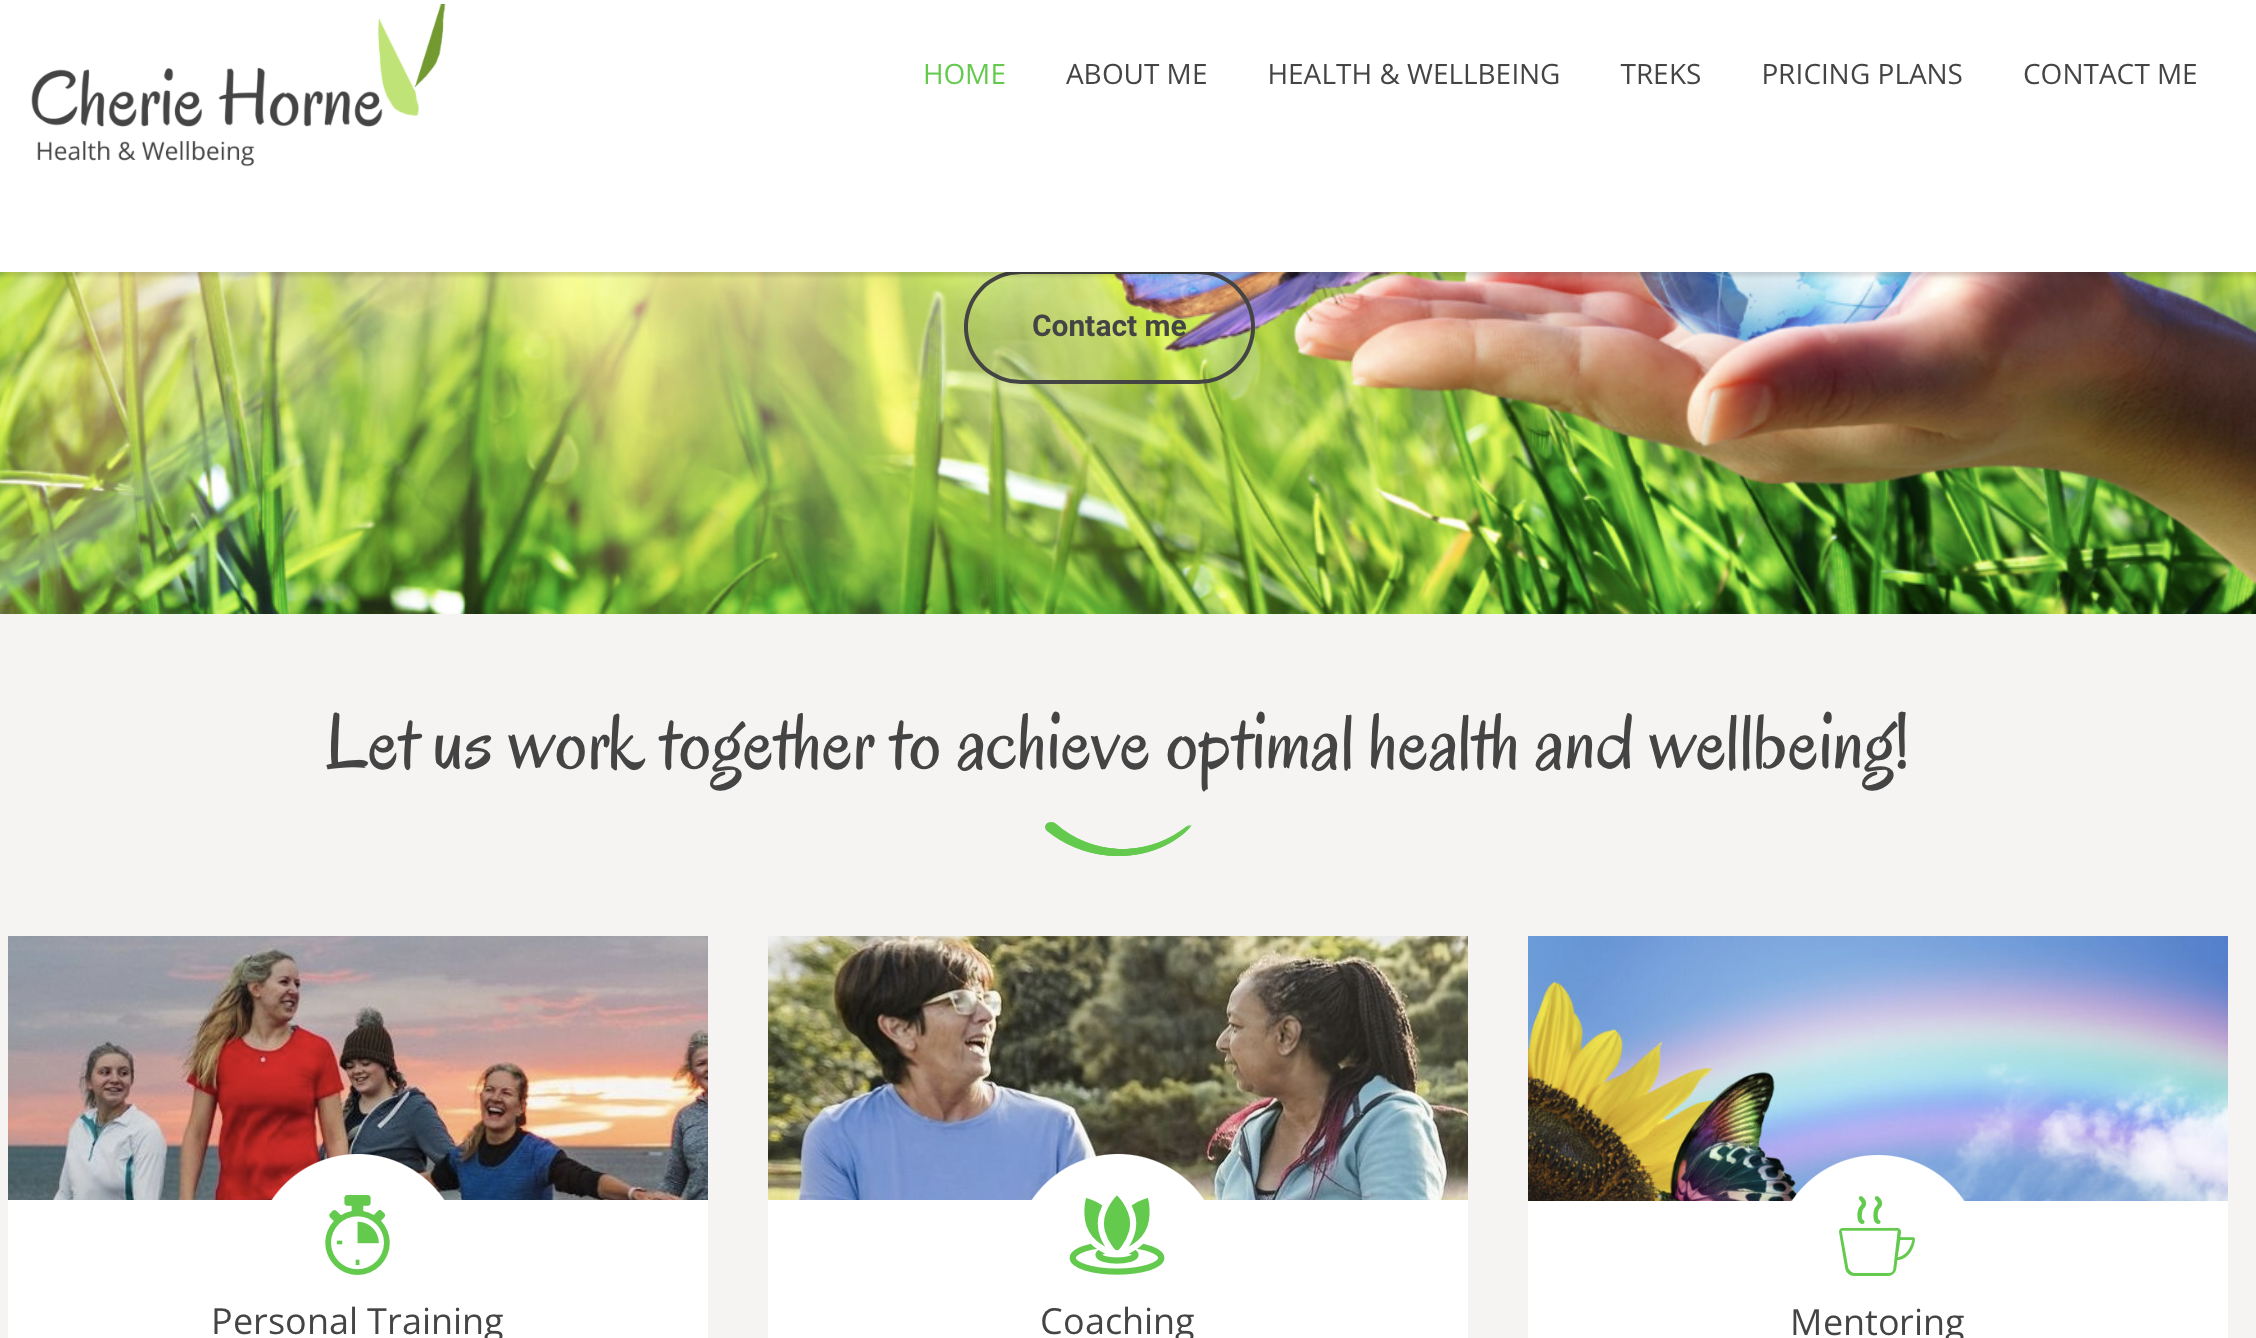 Cherie Horne
Health & Wellbeing
HOME ABOUT ME HEALTH & WELLBEING TREKS PRICING PLANS CONTACT ME
Contact me
Let us work together to achieve optimal health and wellbeing!
Personal Training
Coaching
Mentoring